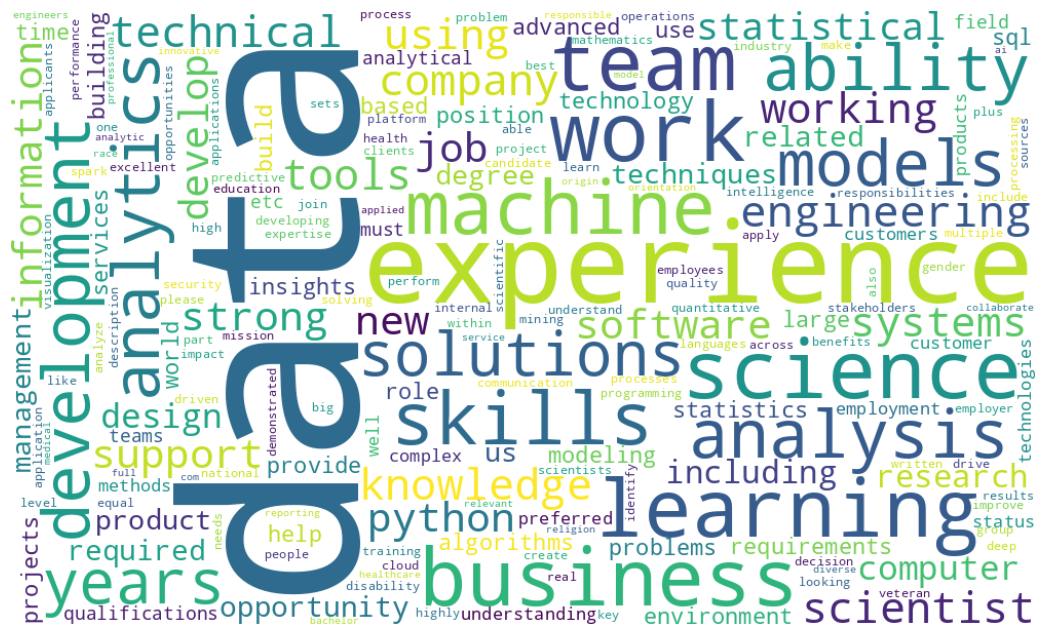 data
experience
learning
skills
business
science
work
team
machine
models
analysis
development
analytics
ability
solutions
years
knowledge
python
scientist
engineering
software
systems
computer
strong
support
tools
develop
information
technical
using
company
job
new
statistical
working
related
techniques
degree
position
advanced
use
field
sql
time
building
engineers
process
problem
responsible
operations
mathematics
industry
make
ai
performance
applicants
professional
innovative
analytical
best
model
technology
products
plus
processing
sources
one
analytic
race
excellent
spark
opportunities
applications
build
sets
based
platform
health
clients
able
project
candidate
learn
intelligence
responsibilities
include
predictive
education
etc
join
high
developing
expertise
applied
must
origin
orientation
apply
customers
multiple
scientific
employees
quality
gender
also
visualization
services
security
please
insights
solving
perform
internal
within
mining
understand
quantitative
stakeholders
collaborate
large
management
analyze
description
world
part
impact
mission
service
languages
across
benefits
customer
technologies
like
driven
design
teams
big
demonstrated
role
us
communication
processes
programming
statistics
employment
employer
application
medical
full
com
national
provide
well
complex
scientists
modeling
including
written
drive
research
methods
level
equal
product
needs
reporting
help
people
relevant
preferred
religion
identify
results
improve
status
group
deep
projects
required
training
cloud
healthcare
disability
algorithms
create
real
problems
requirements
decision
diverse
looking
veteran
qualifications
opportunity
bachelor
highly
understanding
key
environment